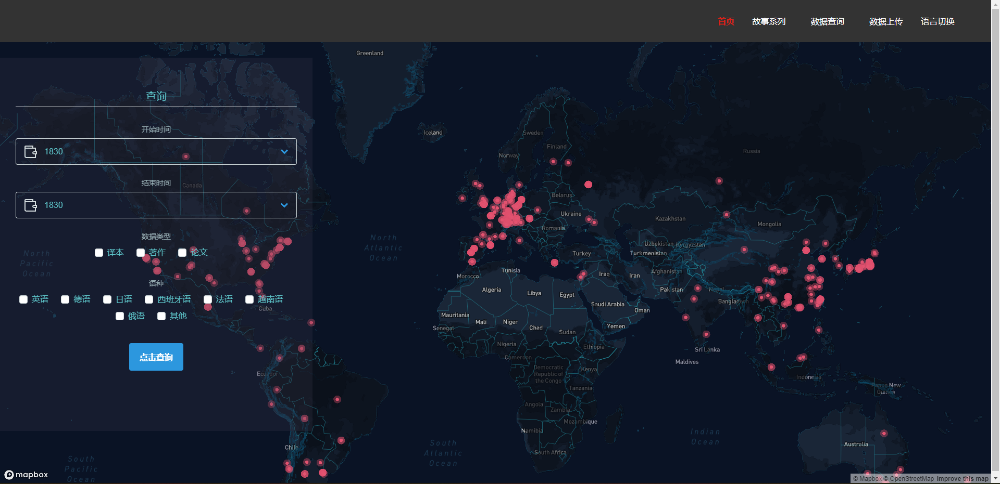 首页 故事系列 数据查询 数据上传 语言切换
查询
开始时间
1830
结束时间
1830
数据类型
译本 著作 论文
语种
英语 德语 日语 西班牙语 法语 越南语
俄语 其他
点击查询
Greenland
Iceland
Sweden
Finland
Norway
Russia
Canada
Belarus
Ukraine
Romania
Kazakhstan
Mongolia
Uzbekistan
Kyrgyzstan
Turkmenistan
Turkey
North
Atlantic
Ocean
North
Pacific
Ocean
Tunisia
Morocco
Iraq
Iran
Afghanistan
Algeria
Libya
Egypt
Pakistan
Nepal
Bangladesh
Saudi Arabia
Oman
Cuba
Mauritania
Mali
Niger
Chad
Sudan
Yemen
Senegal
Nigeria
Ethiopia
Sri Lanka
Maldives
Cameroon
Democratic
Republic of
the Congo
Kenya
Ecuador
Indonesia
Papua New
Guinea
Tanzania
Angola
Zambia
Mozambique
Namibia
South Africa
Indian
Ocean
Australia
Chile
South
Atlantic
Ocean
South
Pacific
Ocean
mapbox
© Mapbox © OpenStreetMap Improve this map